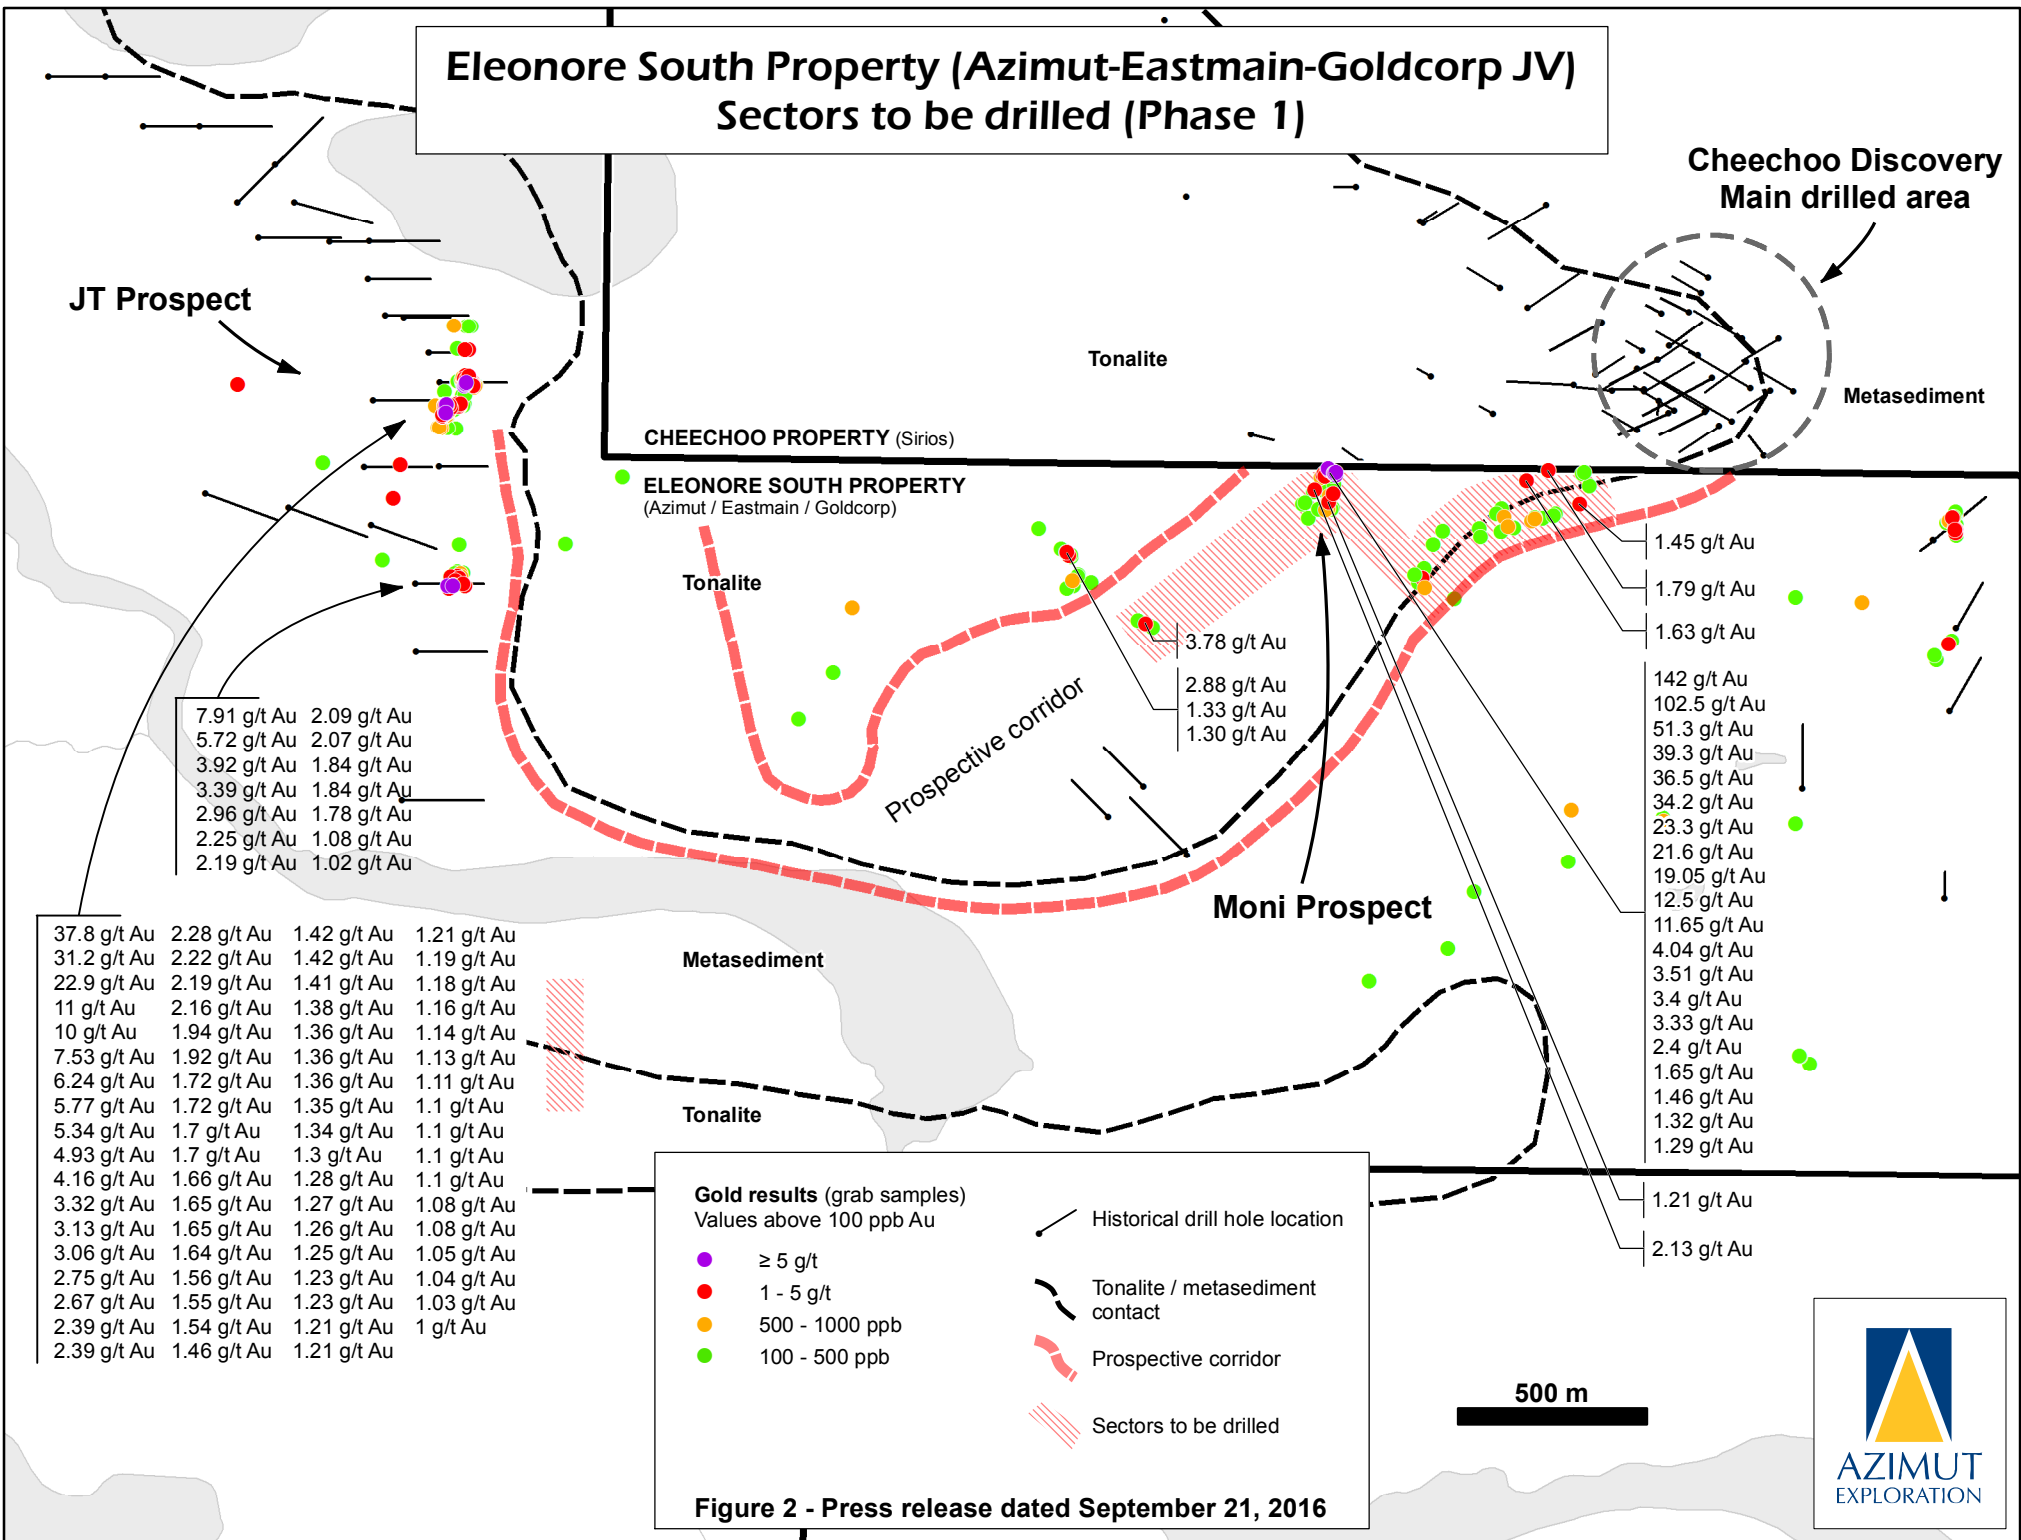 Eleonore South Property (Azimut-Eastmain-Goldcorp JV)
Sectors to be drilled (Phase 1)
Cheechoo Discovery
Main drilled area
JT Prospect
Tonalite
Metasediment
CHEECHOO PROPERTY (Sirios)
ELEONORE SOUTH PROPERTY
(Azimut / Eastmain / Goldcorp)
Tonalite
1.45 g/t Au
1.79 g/t Au
1.63 g/t Au
3.78 g/t Au
2.88 g/t Au
1.33 g/t Au
1.30 g/t Au
Prospective corridor
Moni Prospect
142 g/t Au
102.5 g/t Au
51.3 g/t Au
39.3 g/t Au
36.5 g/t Au
34.2 g/t Au
23.3 g/t Au
21.6 g/t Au
19.05 g/t Au
12.5 g/t Au
11.65 g/t Au
4.04 g/t Au
3.51 g/t Au
3.4 g/t Au
3.33 g/t Au
2.4 g/t Au
1.65 g/t Au
1.46 g/t Au
1.32 g/t Au
1.29 g/t Au
1.21 g/t Au
2.13 g/t Au
7.91 g/t Au 2.09 g/t Au
5.72 g/t Au 2.07 g/t Au
3.92 g/t Au 1.84 g/t Au
3.39 g/t Au 1.84 g/t Au
2.96 g/t Au 1.78 g/t Au
2.25 g/t Au 1.08 g/t Au
2.19 g/t Au 1.02 g/t Au
37.8 g/t Au 2.28 g/t Au 1.42 g/t Au 1.21 g/t Au
31.2 g/t Au 2.22 g/t Au 1.42 g/t Au 1.19 g/t Au
22.9 g/t Au 2.19 g/t Au 1.41 g/t Au 1.18 g/t Au
11 g/t Au 2.16 g/t Au 1.38 g/t Au 1.16 g/t Au
10 g/t Au 1.94 g/t Au 1.36 g/t Au 1.14 g/t Au
7.53 g/t Au 1.92 g/t Au 1.36 g/t Au 1.13 g/t Au
6.24 g/t Au 1.72 g/t Au 1.36 g/t Au 1.11 g/t Au
5.77 g/t Au 1.72 g/t Au 1.35 g/t Au 1.1 g/t Au
5.34 g/t Au 1.7 g/t Au 1.34 g/t Au 1.1 g/t Au
4.93 g/t Au 1.7 g/t Au 1.3 g/t Au 1.1 g/t Au
4.16 g/t Au 1.66 g/t Au 1.28 g/t Au 1.1 g/t Au
3.32 g/t Au 1.65 g/t Au 1.27 g/t Au 1.08 g/t Au
3.13 g/t Au 1.65 g/t Au 1.26 g/t Au 1.08 g/t Au
3.06 g/t Au 1.64 g/t Au 1.25 g/t Au 1.05 g/t Au
2.75 g/t Au 1.56 g/t Au 1.23 g/t Au 1.04 g/t Au
2.67 g/t Au 1.55 g/t Au 1.23 g/t Au 1.03 g/t Au
2.39 g/t Au 1.54 g/t Au 1.21 g/t Au 1 g/t Au
2.39 g/t Au 1.46 g/t Au 1.21 g/t Au
Metasediment
Tonalite
Gold results (grab samples)
Values above 100 ppb Au
≥ 5 g/t
1 - 5 g/t
500 - 1000 ppb
100 - 500 ppb
Historical drill hole location
Tonalite / metasediment
contact
Prospective corridor
Sectors to be drilled
Figure 2 - Press release dated September 21, 2016
500 m
AZIMUT
EXPLORATION